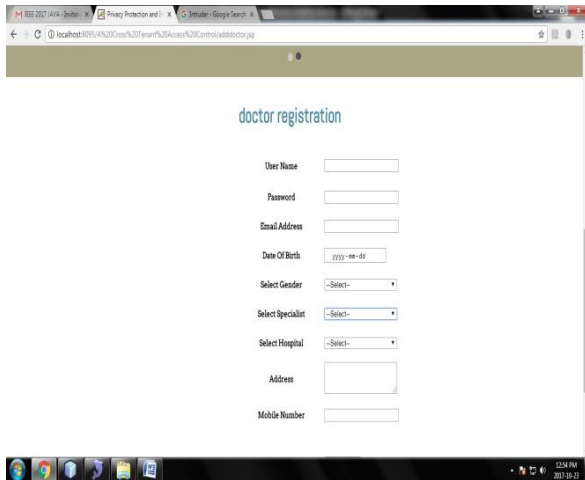 IEEE 2017 JAVA - Invitati
Privacy Protection and I
Intruder - Google Search
localhost:8095/A%20Cross%20Tenant%20Access%20Control/adddoctor.jsp
doctor registration
User Name
Password
Email Address
Date Of Birth yyyy-mm-dd
Select Gender --Select--
Select Specialist --Select--
Select Hospital --Select--
Address
Mobile Number
12:54 PM
2017-10-23